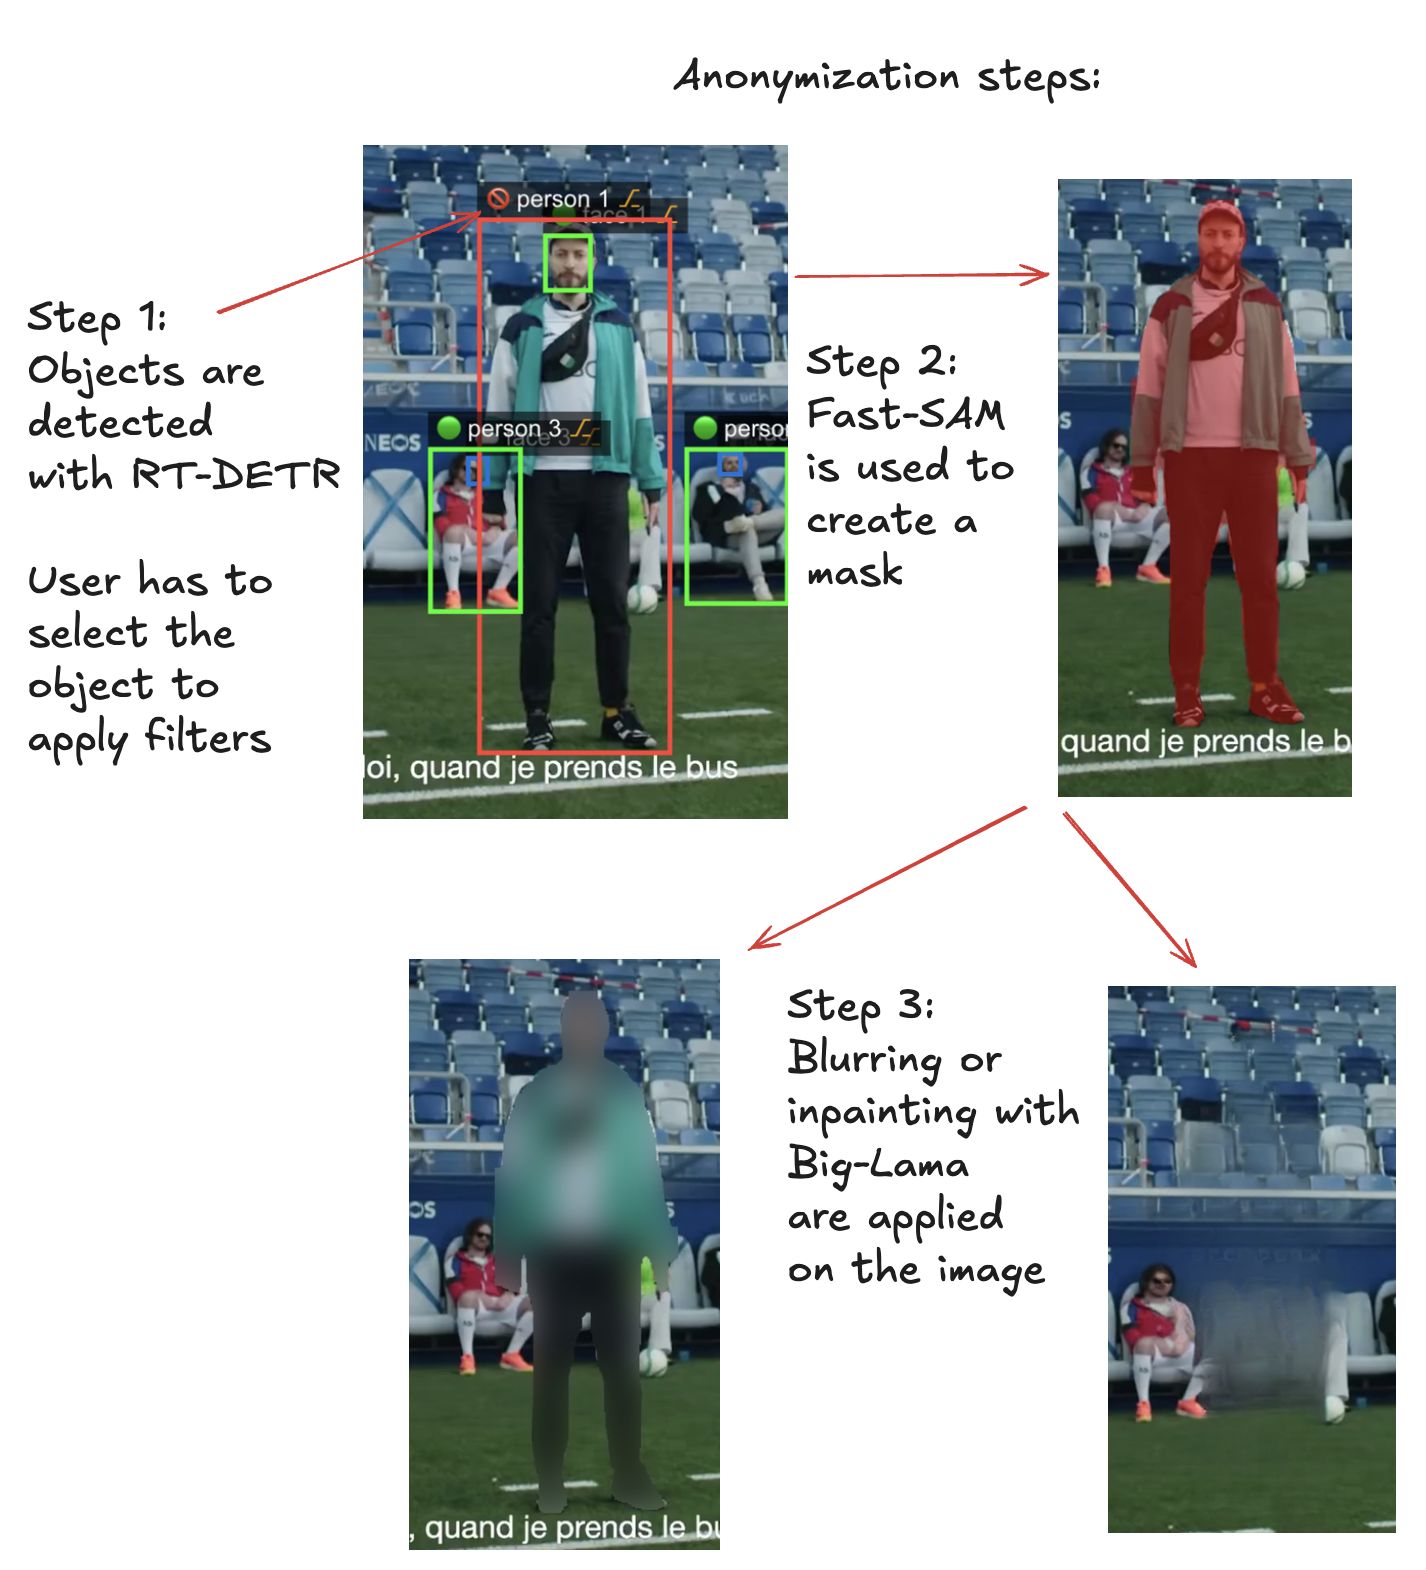 Anonymization steps:
person 1
face 1
Step 1:
Objects are
detected
with RT-DETR
User has to
select the
object to
apply filters
NEOS
person 3
face 3
perso
loi, quand je prends le bus
Step 2:
Fast-SAM
is used to
create a
mask
quand je prends le b
Step 3:
Blurring or
inpainting with
Big-Lama
are applied
on the image
OS
, quand je prends le bu